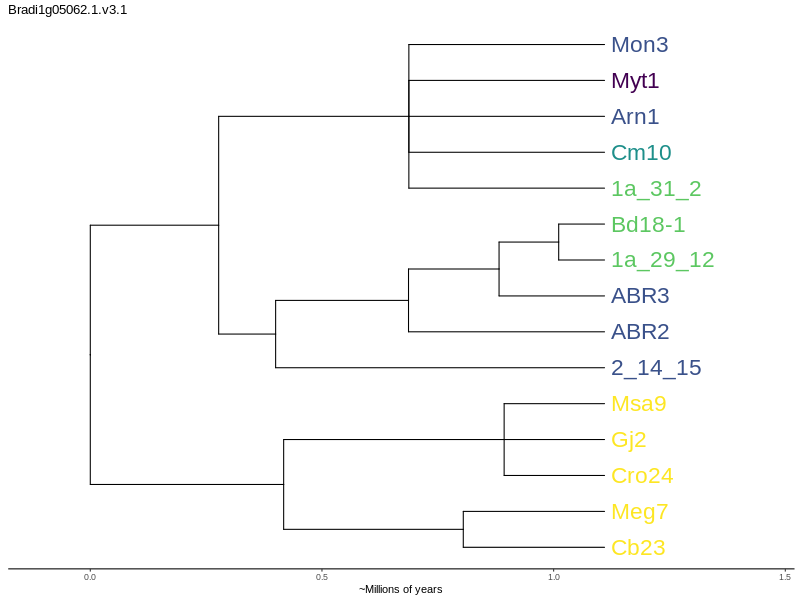 Bradi1g05062.1.v3.1
Mon3
Myt1
Arn1
Cm10
1a_31_2
Bd18-1
1a_29_12
ABR3
ABR2
2_14_15
Msa9
Gj2
Cro24
Meg7
Cb23
0.0 0.5 1.0 1.5
~Millions of years